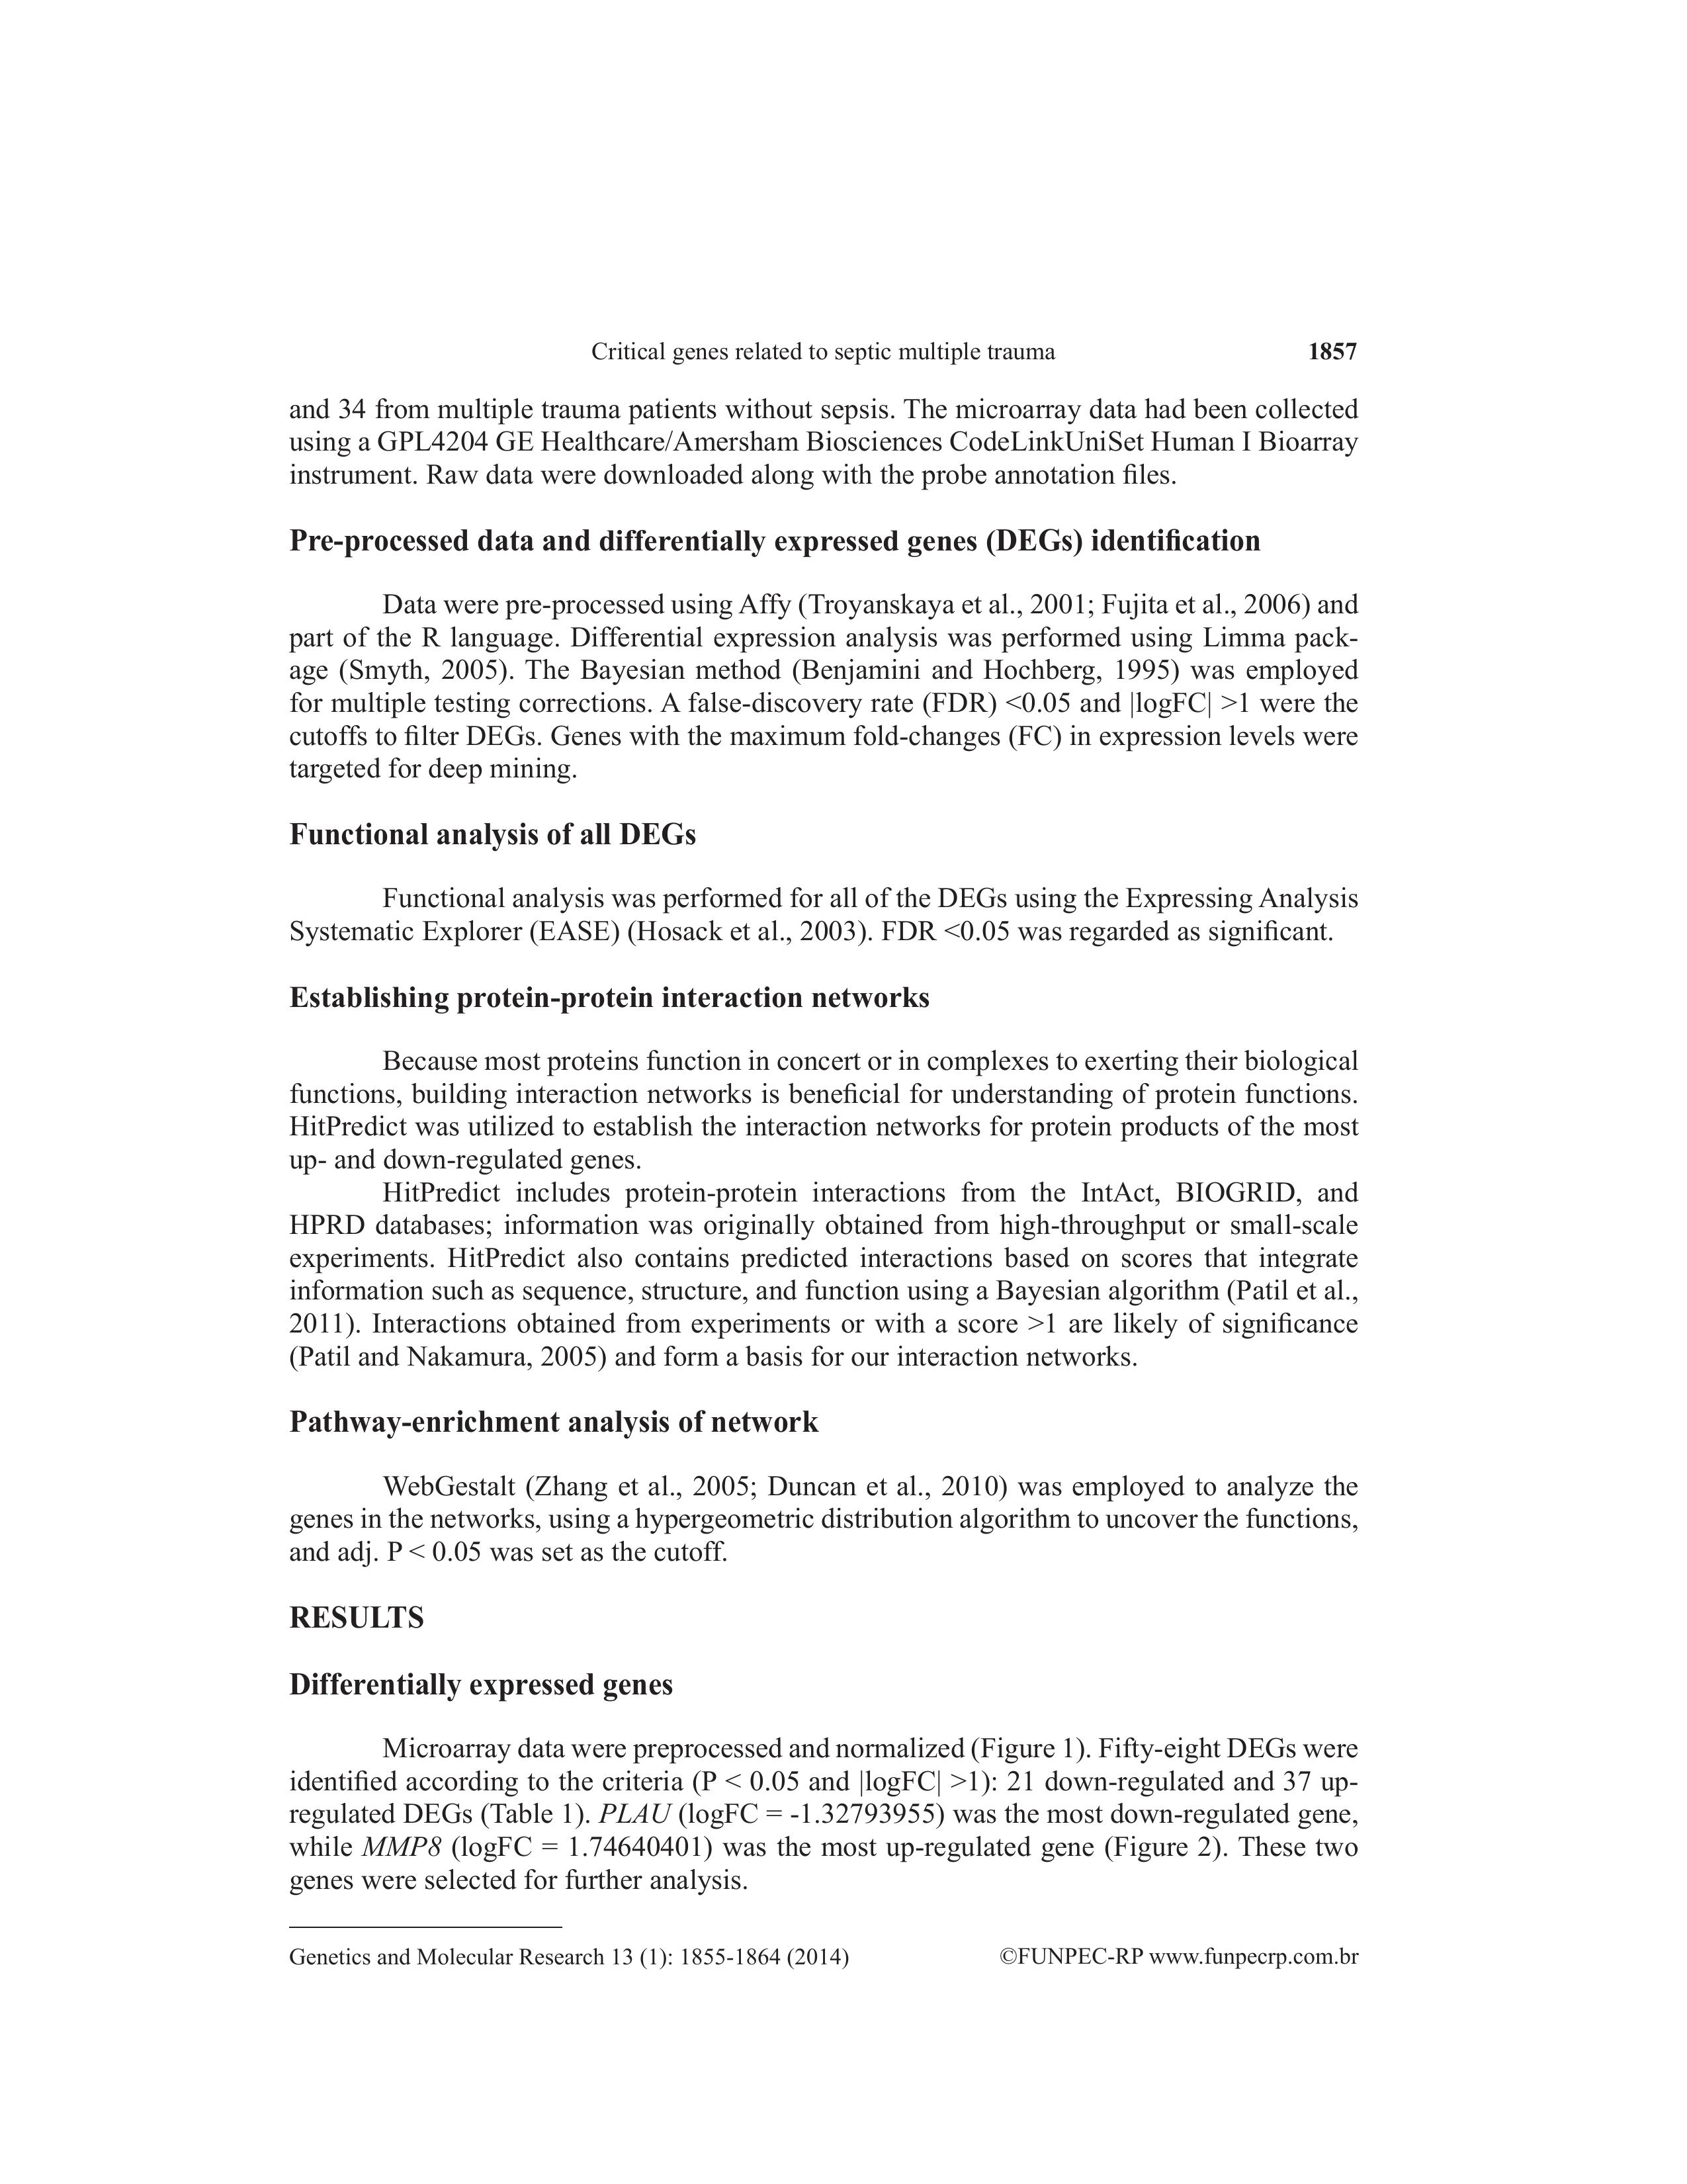 Critical genes related to septic multiple trauma 1857
and 34 from multiple trauma patients without sepsis. The microarray data had been collected
using a GPL4204 GE Healthcare/Amersham Biosciences CodeLinkUniSet Human I Bioarray
instrument. Raw data were downloaded along with the probe annotation files.
Pre-processed data and differentially expressed genes (DEGs) identification
Data were pre-processed using Affy (Troyanskaya et al., 2001; Fujita et al., 2006) and
part of the R language. Differential expression analysis was performed using Limma pack-
age (Smyth, 2005). The Bayesian method (Benjamini and Hochberg, 1995) was employed
for multiple testing corrections. A false-discovery rate (FDR) <0.05 and |logFC| >1 were the
cutoffs to filter DEGs. Genes with the maximum fold-changes (FC) in expression levels were
targeted for deep mining.
Functional analysis of all DEGs
Functional analysis was performed for all of the DEGs using the Expressing Analysis
Systematic Explorer (EASE) (Hosack et al., 2003). FDR <0.05 was regarded as significant.
Establishing protein-protein interaction networks
Because most proteins function in concert or in complexes to exerting their biological
functions, building interaction networks is beneficial for understanding of protein functions.
HitPredict was utilized to establish the interaction networks for protein products of the most
up- and down-regulated genes.
HitPredict includes protein-protein interactions from the IntAct, BIOGRID, and
HPRD databases; information was originally obtained from high-throughput or small-scale
experiments. HitPredict also contains predicted interactions based on scores that integrate
information such as sequence, structure, and function using a Bayesian algorithm (Patil et al.,
2011). Interactions obtained from experiments or with a score >1 are likely of significance
(Patil and Nakamura, 2005) and form a basis for our interaction networks.
Pathway-enrichment analysis of network
WebGestalt (Zhang et al., 2005; Duncan et al., 2010) was employed to analyze the
genes in the networks, using a hypergeometric distribution algorithm to uncover the functions,
and adj. P < 0.05 was set as the cutoff.
RESULTS
Differentially expressed genes
Microarray data were preprocessed and normalized (Figure 1). Fifty-eight DEGs were
identified according to the criteria (P < 0.05 and |logFC| >1): 21 down-regulated and 37 up-
regulated DEGs (Table 1). PLAU (logFC = -1.32793955) was the most down-regulated gene,
while MMP8 (logFC = 1.74640401) was the most up-regulated gene (Figure 2). These two
genes were selected for further analysis.
Genetics and Molecular Research 13 (1): 1855-1864 (2014) ©FUNPEC-RP www.funpecrp.com.br